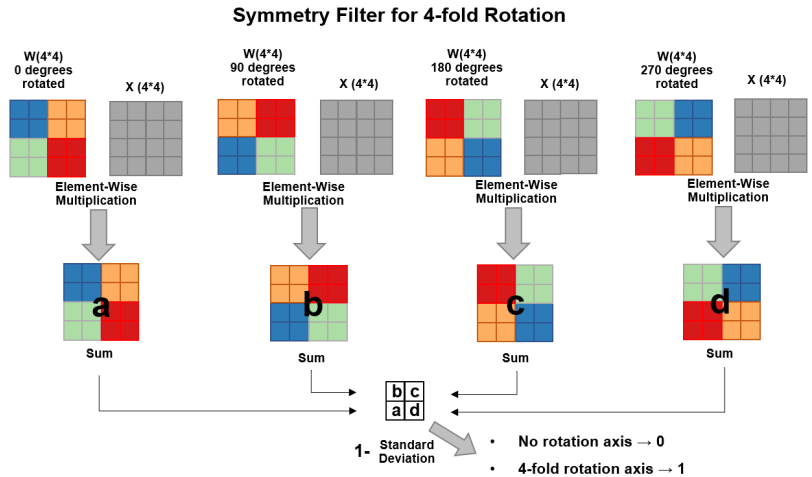 Symmetry Filter for 4-fold Rotation
W(4*4)
0 degrees
rotated
X (4*4)
W(4*4)
90 degrees
rotated
X (4*4)
W(4*4)
180 degrees
rotated
X (4*4)
W(4*4)
270 degrees
rotated
X (4*4)
Element-Wise
Multiplication
Element-Wise
Multiplication
Element-Wise
Multiplication
Element-Wise
Multiplication
a
b
c
d
Sum
Sum
Sum
Sum
b c
a d
1- Standard
Deviation
• No rotation axis → 0
• 4-fold rotation axis → 1